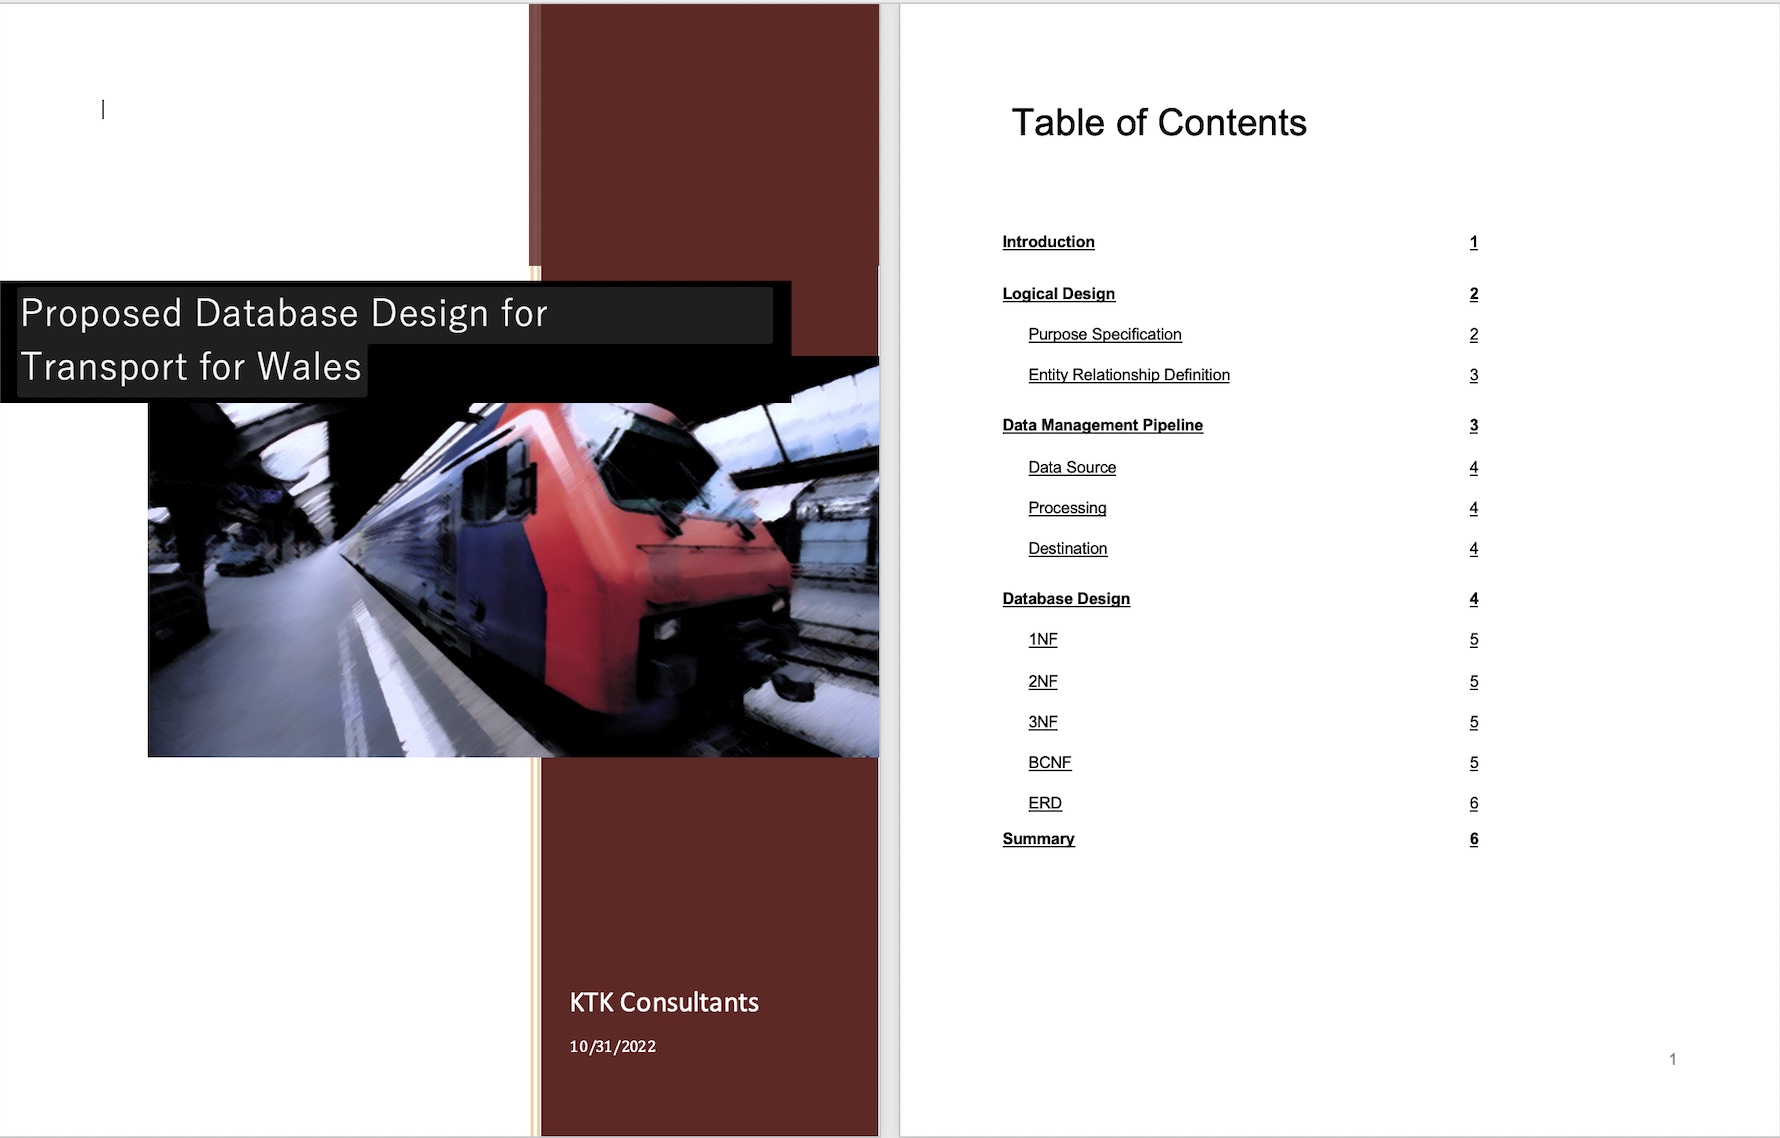 Proposed Database Design for
Transport for Wales
KTK Consultants
10/31/2022
Table of Contents
Introduction 1
Logical Design 2
Purpose Specification 2
Entity Relationship Definition 3
Data Management Pipeline 3
Data Source 4
Processing 4
Destination 4
Database Design 4
1NF 5
2NF 5
3NF 5
BCNF 5
ERD 6
Summary 6
1